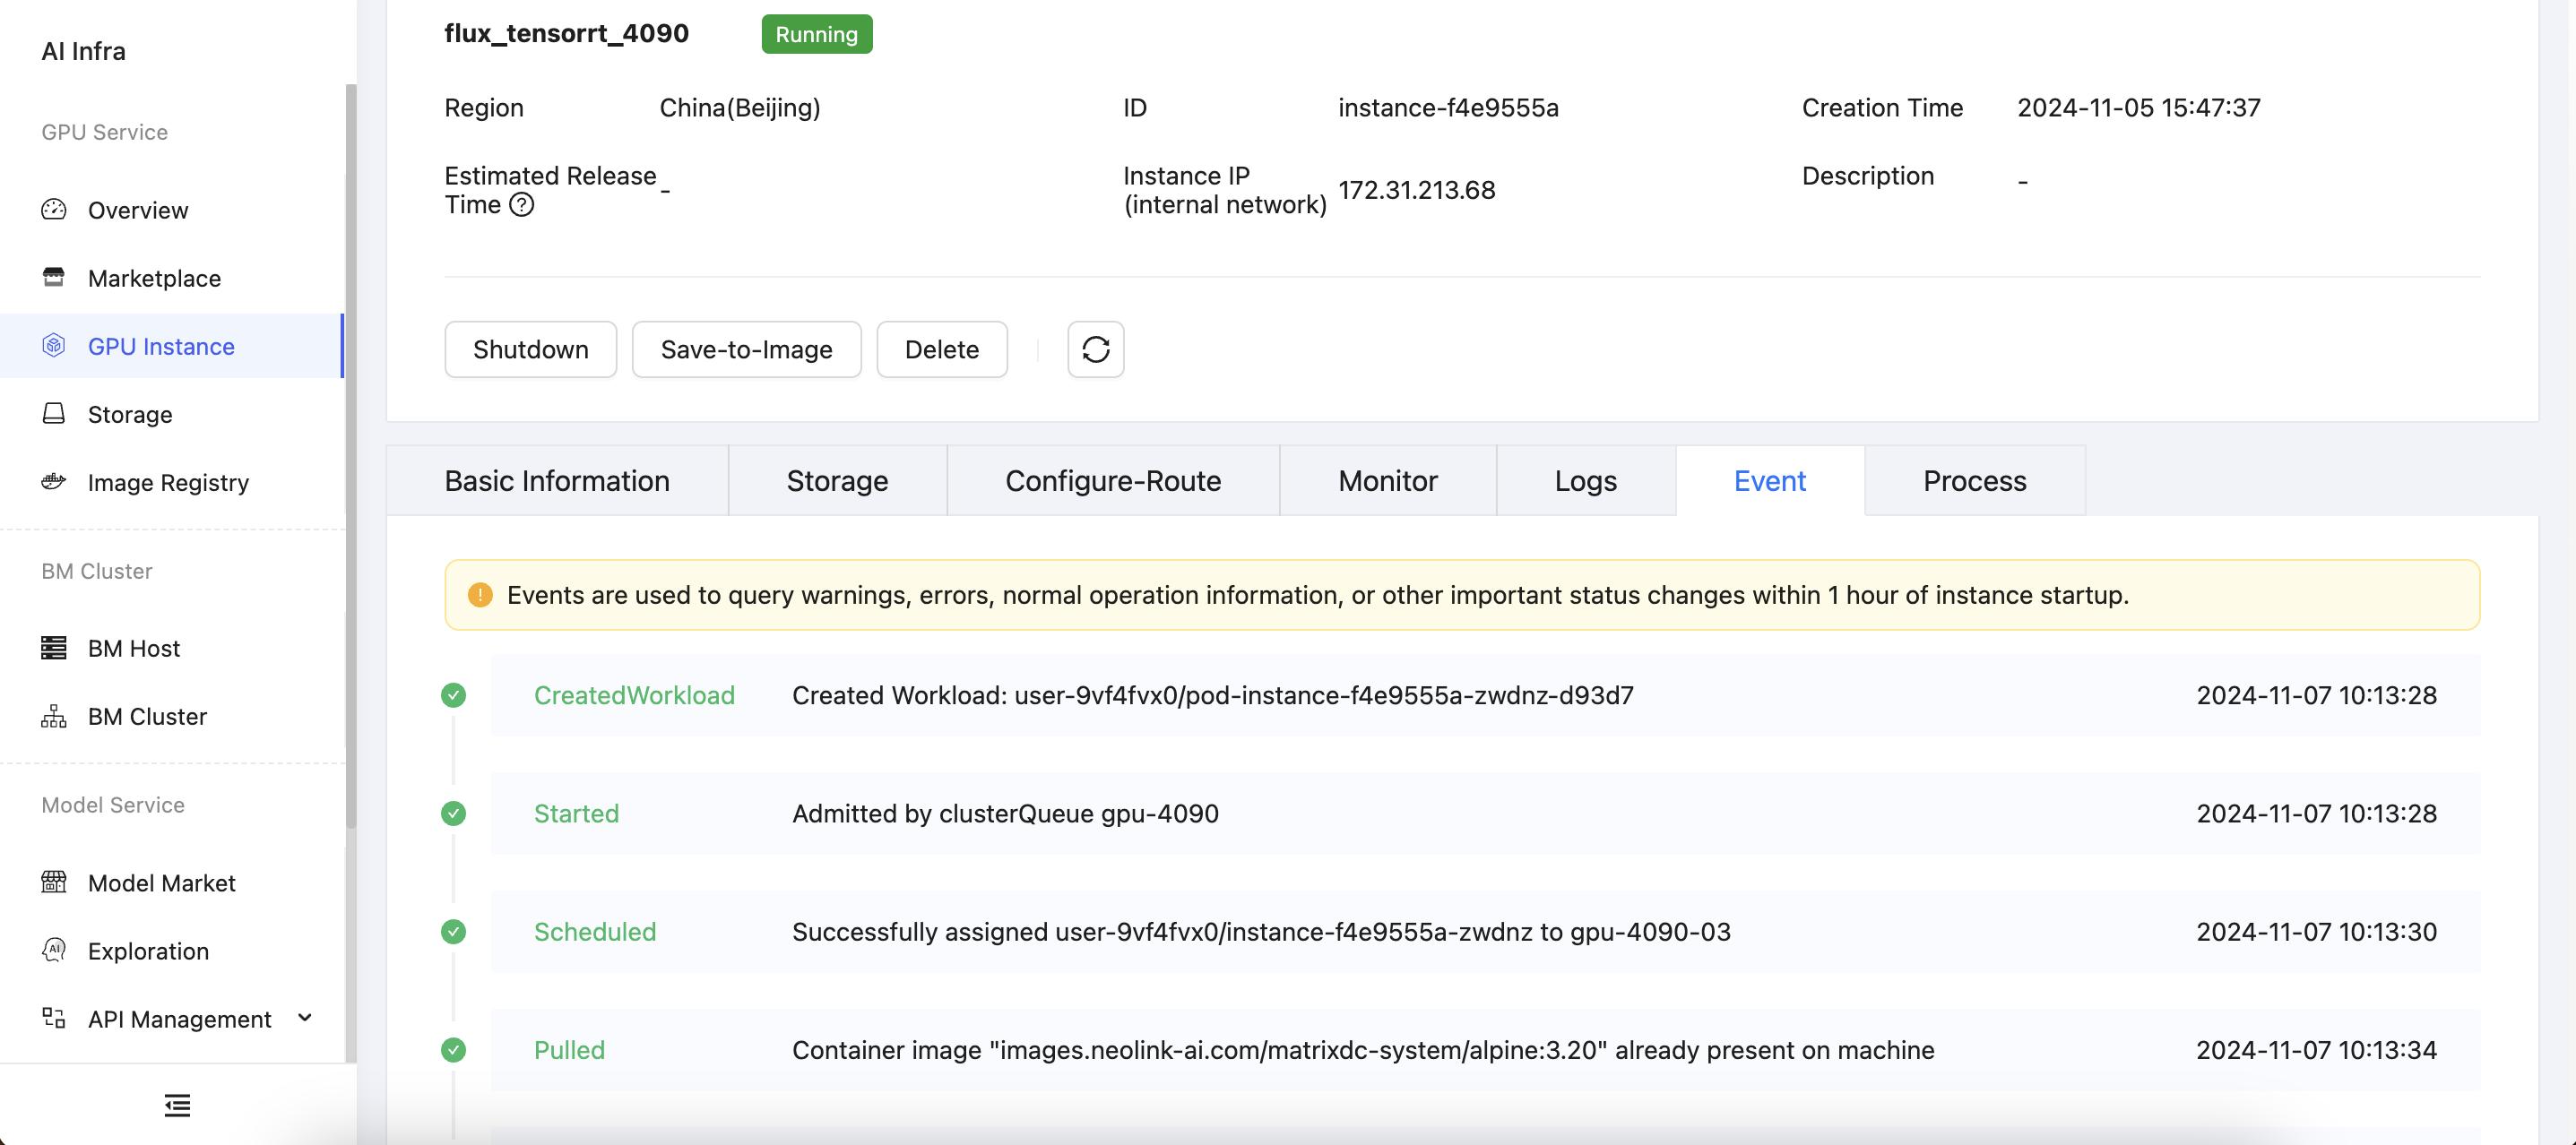 AI Infra
GPU Service
Overview
Marketplace
GPU Instance
Storage
Image Registry
BM Cluster
BM Host
BM Cluster
Model Service
Model Market
Exploration
API Management
flux_tensorrt_4090 Running
Region China(Beijing) ID instance-f4e9555a Creation Time 2024-11-05 15:47:37
Estimated Release Time - Instance IP (internal network) 172.31.213.68 Description -
Shutdown Save-to-Image Delete
Basic Information Storage Configure-Route Monitor Logs Event Process
Events are used to query warnings, errors, normal operation information, or other important status changes within 1 hour of instance startup.
CreatedWorkload Created Workload: user-9vf4fvx0/pod-instance-f4e9555a-zwdnz-d93d7 2024-11-07 10:13:28
Started Admitted by clusterQueue gpu-4090 2024-11-07 10:13:28
Scheduled Successfully assigned user-9vf4fvx0/instance-f4e9555a-zwdnz to gpu-4090-03 2024-11-07 10:13:30
Pulled Container image "images.neolink-ai.com/matrixdc-system/alpine:3.20" already present on machine 2024-11-07 10:13:34